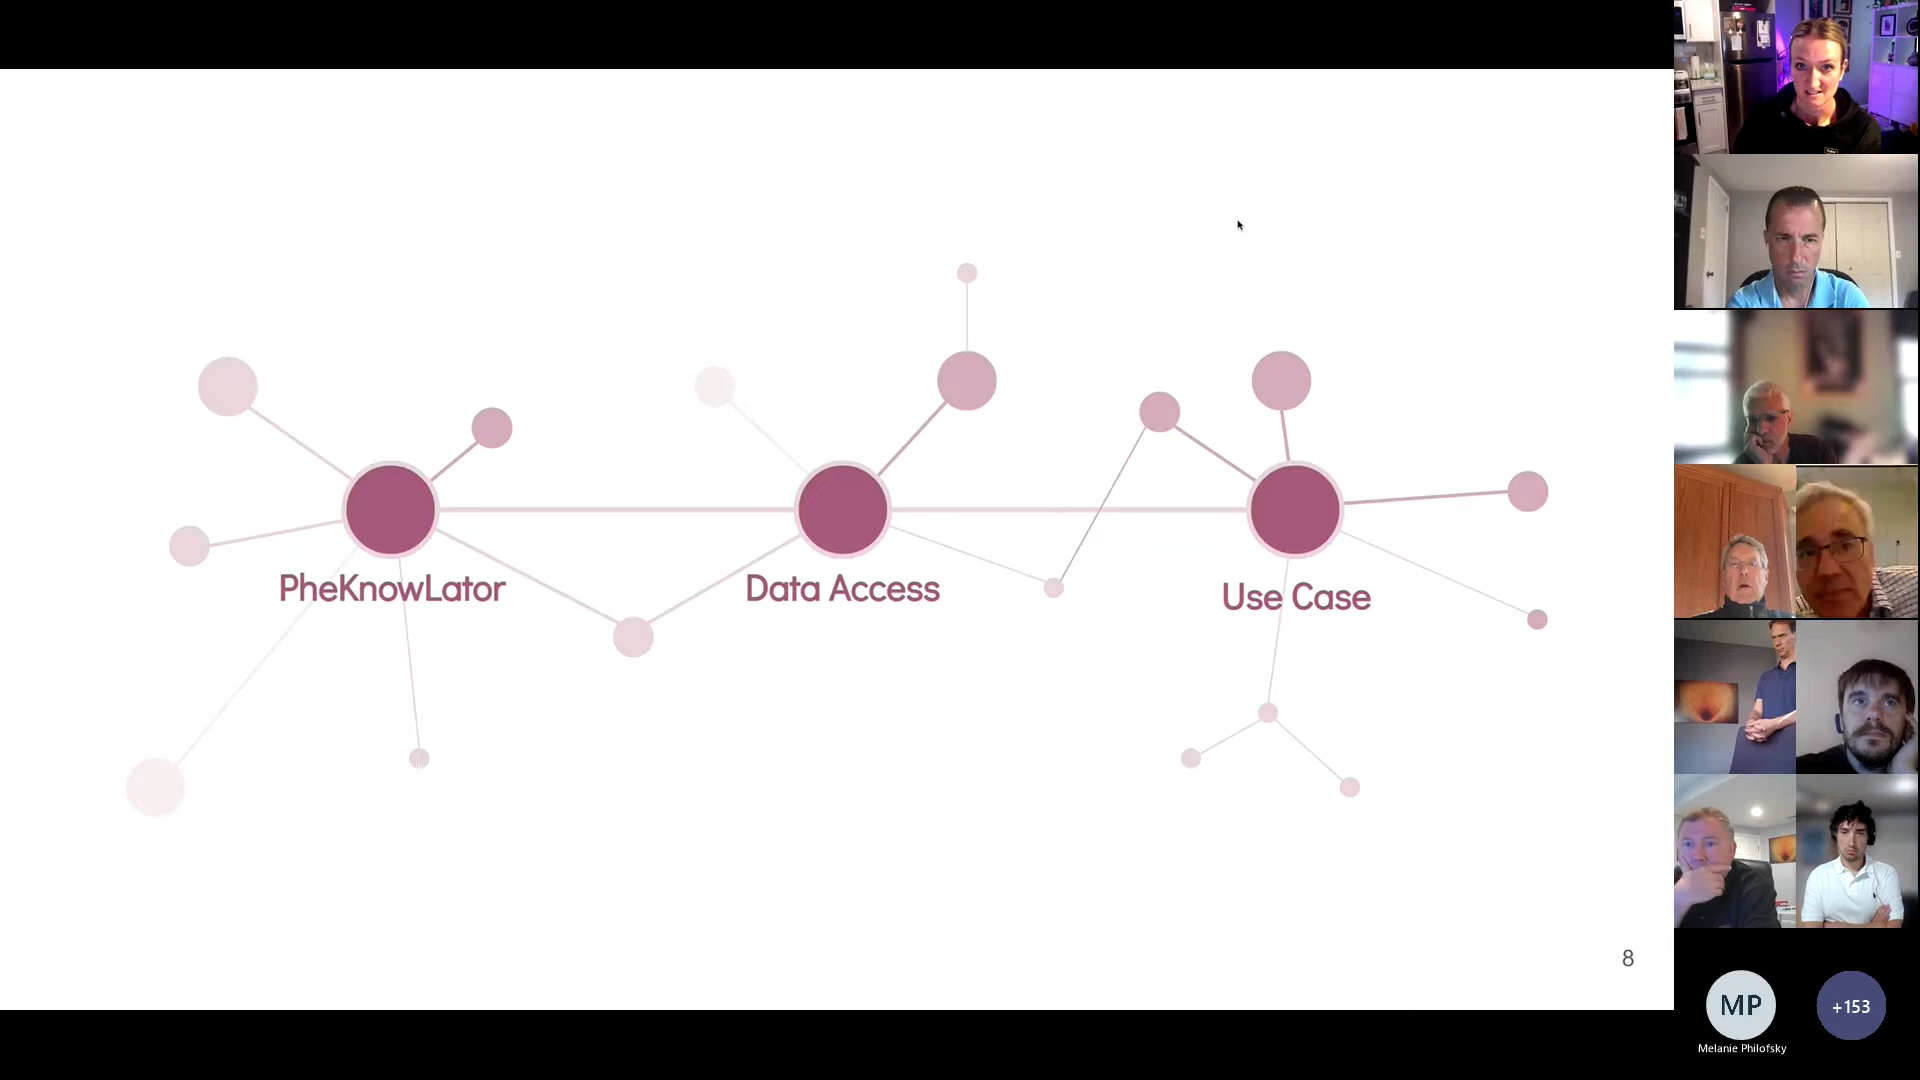 PheKnowLator
Data Access
Use Case
8
MP
+153
Melanie Philofsky